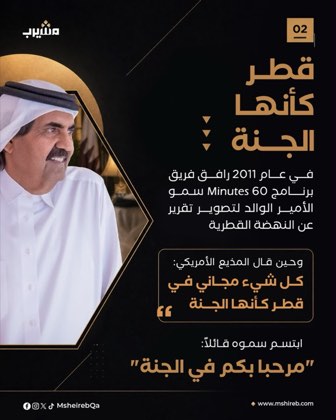 مشيرب
02
قطر
كأنها
الجنة
في عام 2011 رافق فريق
برنامج 60 Minutes سمو
الأمير الوالد لتصوير تقرير
عن النهضة القطرية
وحين قال المذيع الأمريكي:
كل شيء مجاني في
قطر كأنها الجنة
ابتسم سموه قائلاً:
"مرحبا بكم في الجنة"
MsheirebQa
www.mshireb.com